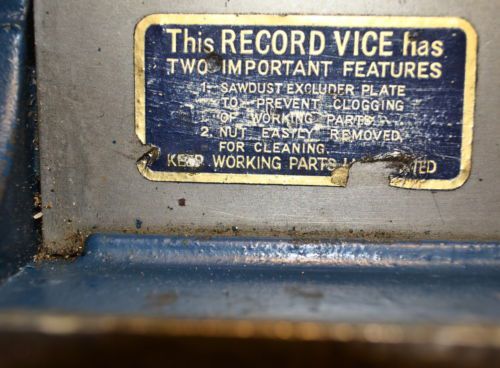 This RECORD VICE has
TWO IMPORTANT FEATURES
1. SAWDUST EXCLUDER PLATE
TO PREVENT CLOGGING
OF WORKING PARTS
2. NUT EASILY REMOVED
FOR CLEANING.
KEEP WORKING PARTS